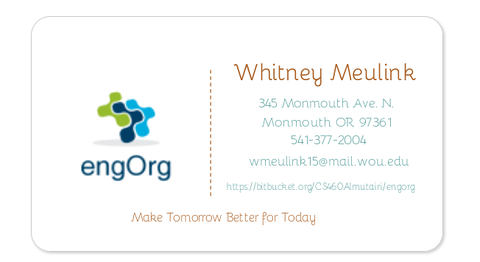 Whitney Meulink
345 Monmouth Ave. N.
Monmouth OR 97361
541-377-2004
wmeulink15@mail.wou.edu
https://bitbucket.org/CS460Almutairi/engorg
engOrg
Make Tomorrow Better for Today